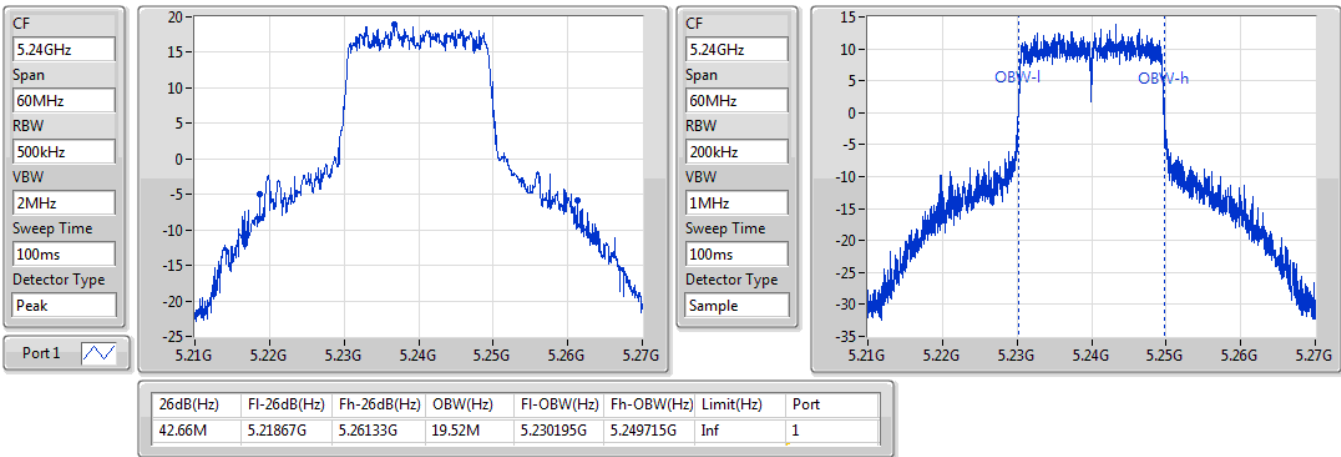 CF
5.24GHz
Span
60MHz
RBW
500kHz
VBW
2MHz
Sweep Time
100ms
Detector Type
Peak
Port 1
20
15
10
5
0
-5
-10
-15
-20
-25
5.21G 5.22G 5.23G 5.24G 5.25G 5.26G 5.27G
CF
5.24GHz
Span
60MHz
RBW
200kHz
VBW
1MHz
Sweep Time
100ms
Detector Type
Sample
15
10
5
0
-5
-10
-15
-20
-25
-30
-35
OBW-l OBW-h
5.21G 5.22G 5.23G 5.24G 5.25G 5.26G 5.27G
26dB(Hz) Fl-26dB(Hz) Fh-26dB(Hz) OBW(Hz) Fl-OBW(Hz) Fh-OBW(Hz) Limit(Hz) Port
42.66M 5.21867G 5.26133G 19.52M 5.230195G 5.249715G Inf 1